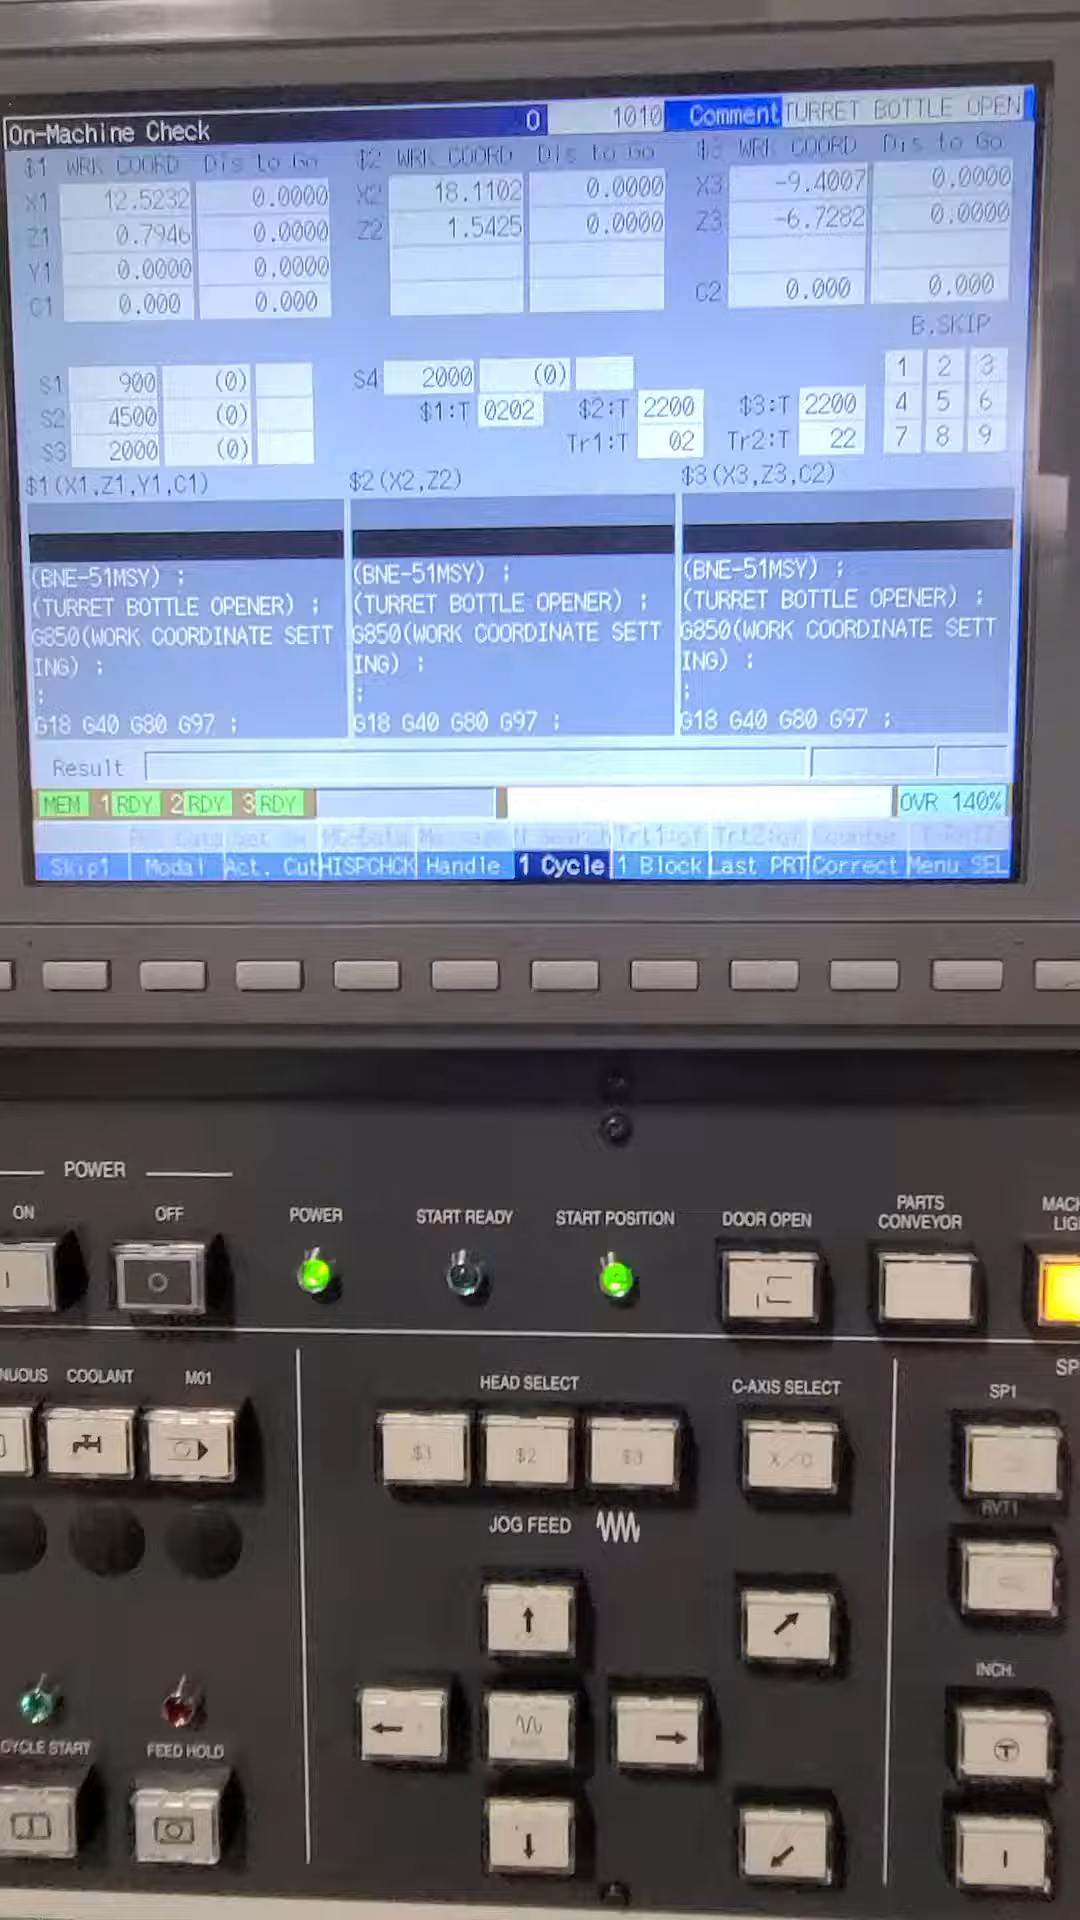 On-Machine Check O 1010 Comment TURRET BOTTLE OPEN
$1 WRK COORD Dis to Go $2 WRK COORD Dis to Go $3 WRK COORD Dis to Go
X1 12.5232 0.0000 X2 18.1102 0.0000 X3 -9.4007 0.0000
Z1 0.7946 0.0000 Z2 1.5425 0.0000 Z3 -6.7282 0.0000
Y1 0.0000 0.0000
C1 0.000 0.000 C2 0.000 0.000
B.SKIP
S1 900 (0) S4 2000 (0) 1 2 3
S2 4500 (0) $1:T 0202 $2:T 2200 $3:T 2200 4 5 6
S3 2000 (0) Tr1:T 02 Tr2:T 22 7 8 9
$1(X1,Z1,Y1,C1) $2(X2,Z2) $3(X3,Z3,C2)
(BNE-51MSY) ; (BNE-51MSY) ; (BNE-51MSY) ;
(TURRET BOTTLE OPENER) ; (TURRET BOTTLE OPENER) ; (TURRET BOTTLE OPENER) ;
G850(WORK COORDINATE SETT G850(WORK COORDINATE SETT G850(WORK COORDINATE SETT
ING) ; ING) ; ING) ;
; ; ;
G18 G40 G80 G97 ; G18 G40 G80 G97 ; G18 G40 G80 G97 ;
Result
MEM 1 RDY 2 RDY 3 RDY OVR 140%
Skip1 Modal Act. Cut HISPCHCK Handle 1 Cycle 1 Block Last PRT Correct Menu SEL
POWER
ON OFF POWER START READY START POSITION DOOR OPEN PARTS CONVEYOR MAC
LIG
NUOUS COOLANT M01 HEAD SELECT C-AXIS SELECT SP
SP1
$1 $2 $3 X/C
JOG FEED
RVT1
INCH.
CYCLE START FEED HOLD